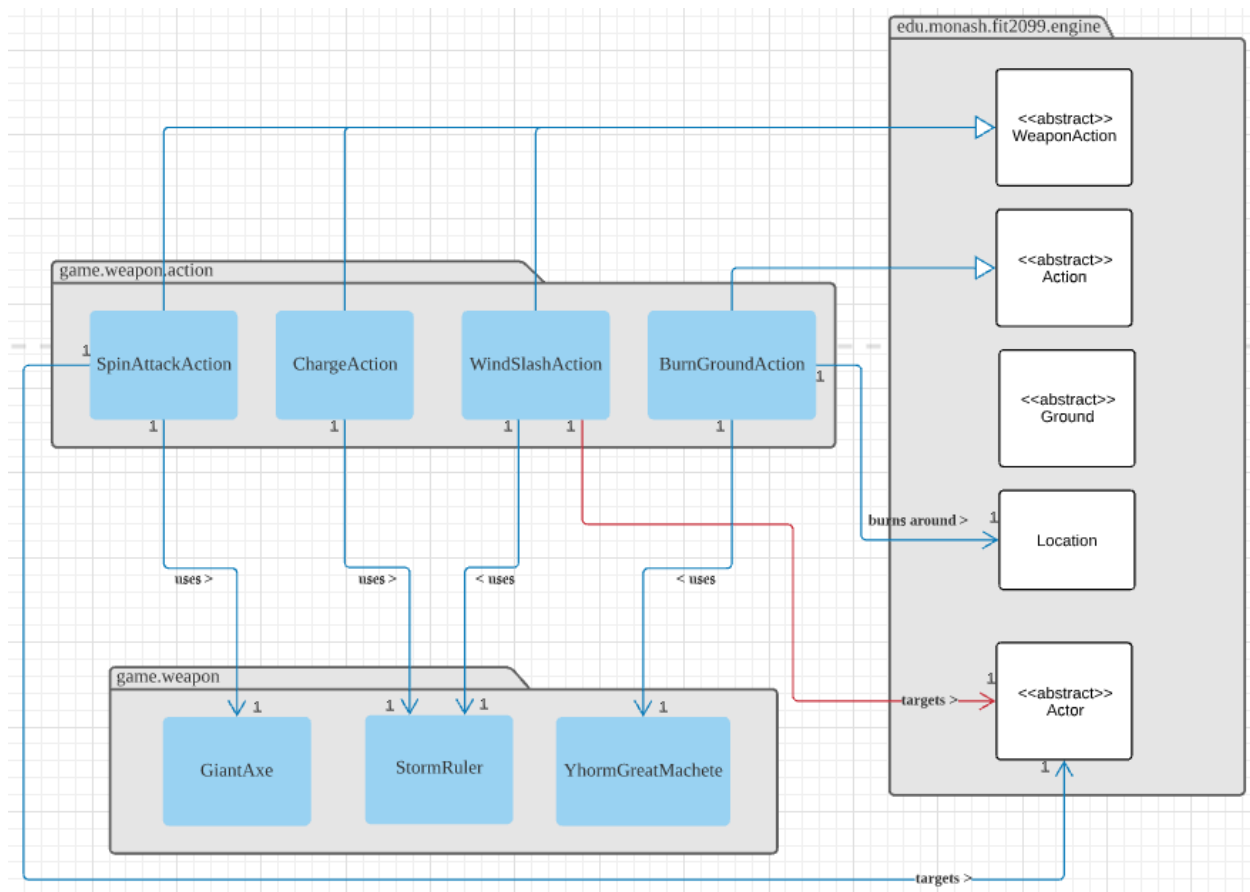 edu.monash.fit2099.engine
<<abstract>>
WeaponAction
<<abstract>>
Action
<<abstract>>
Ground
Location
<<abstract>>
Actor
game.weapon.action
SpinAttackAction
ChargeAction
WindSlashAction
BurnGroundAction
1
1
1
1
1
1
1
burns around >
1
uses >
uses >
< uses
< uses
targets >
1
game.weapon
1
1
1
1
GiantAxe
StormRuler
YhormGreatMachete
1
targets >